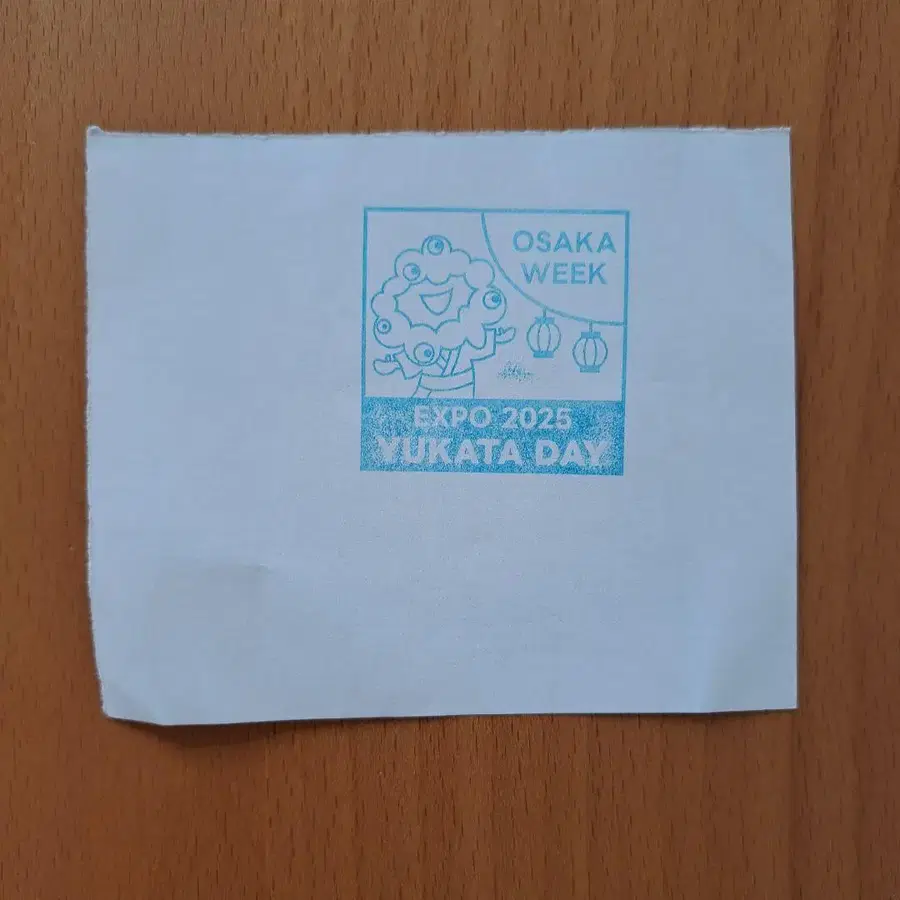 OSAKA
WEEK
EXPO 2025
YUKATA DAY